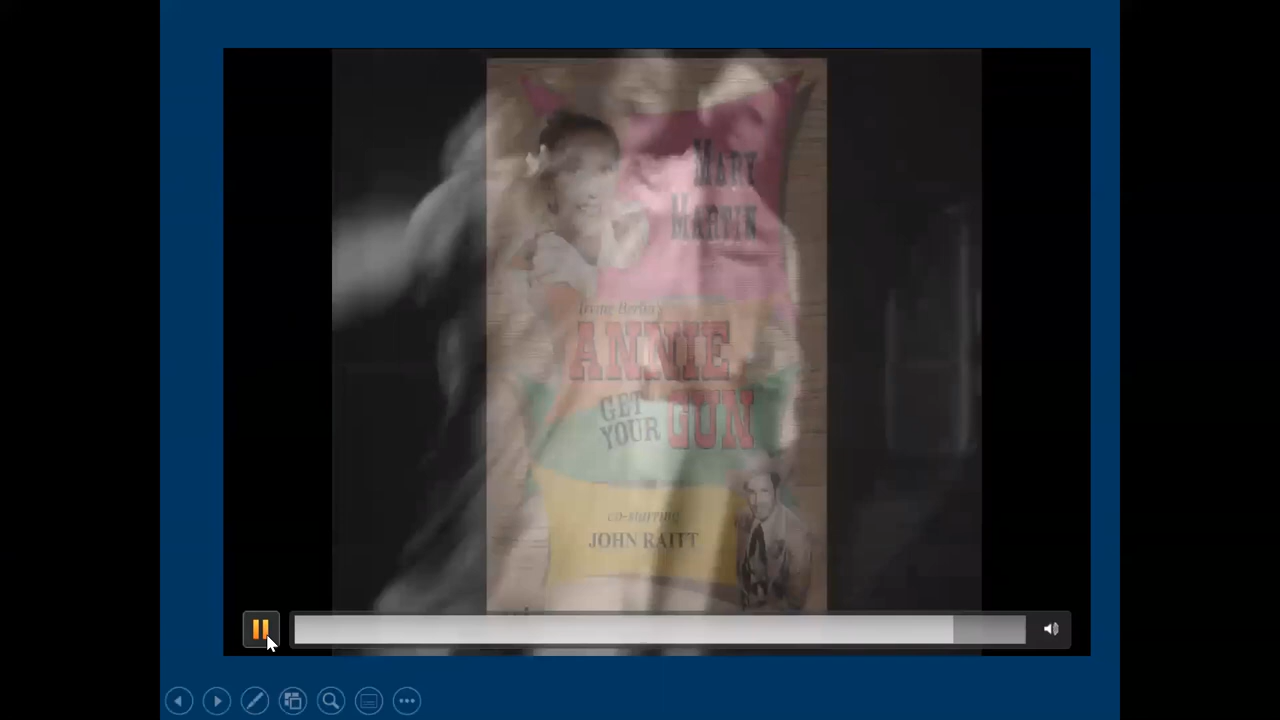 MARY
MARTIN
Irving Berlin's
ANNIE
GET
YOUR GUN
co-starring
JOHN RAITT